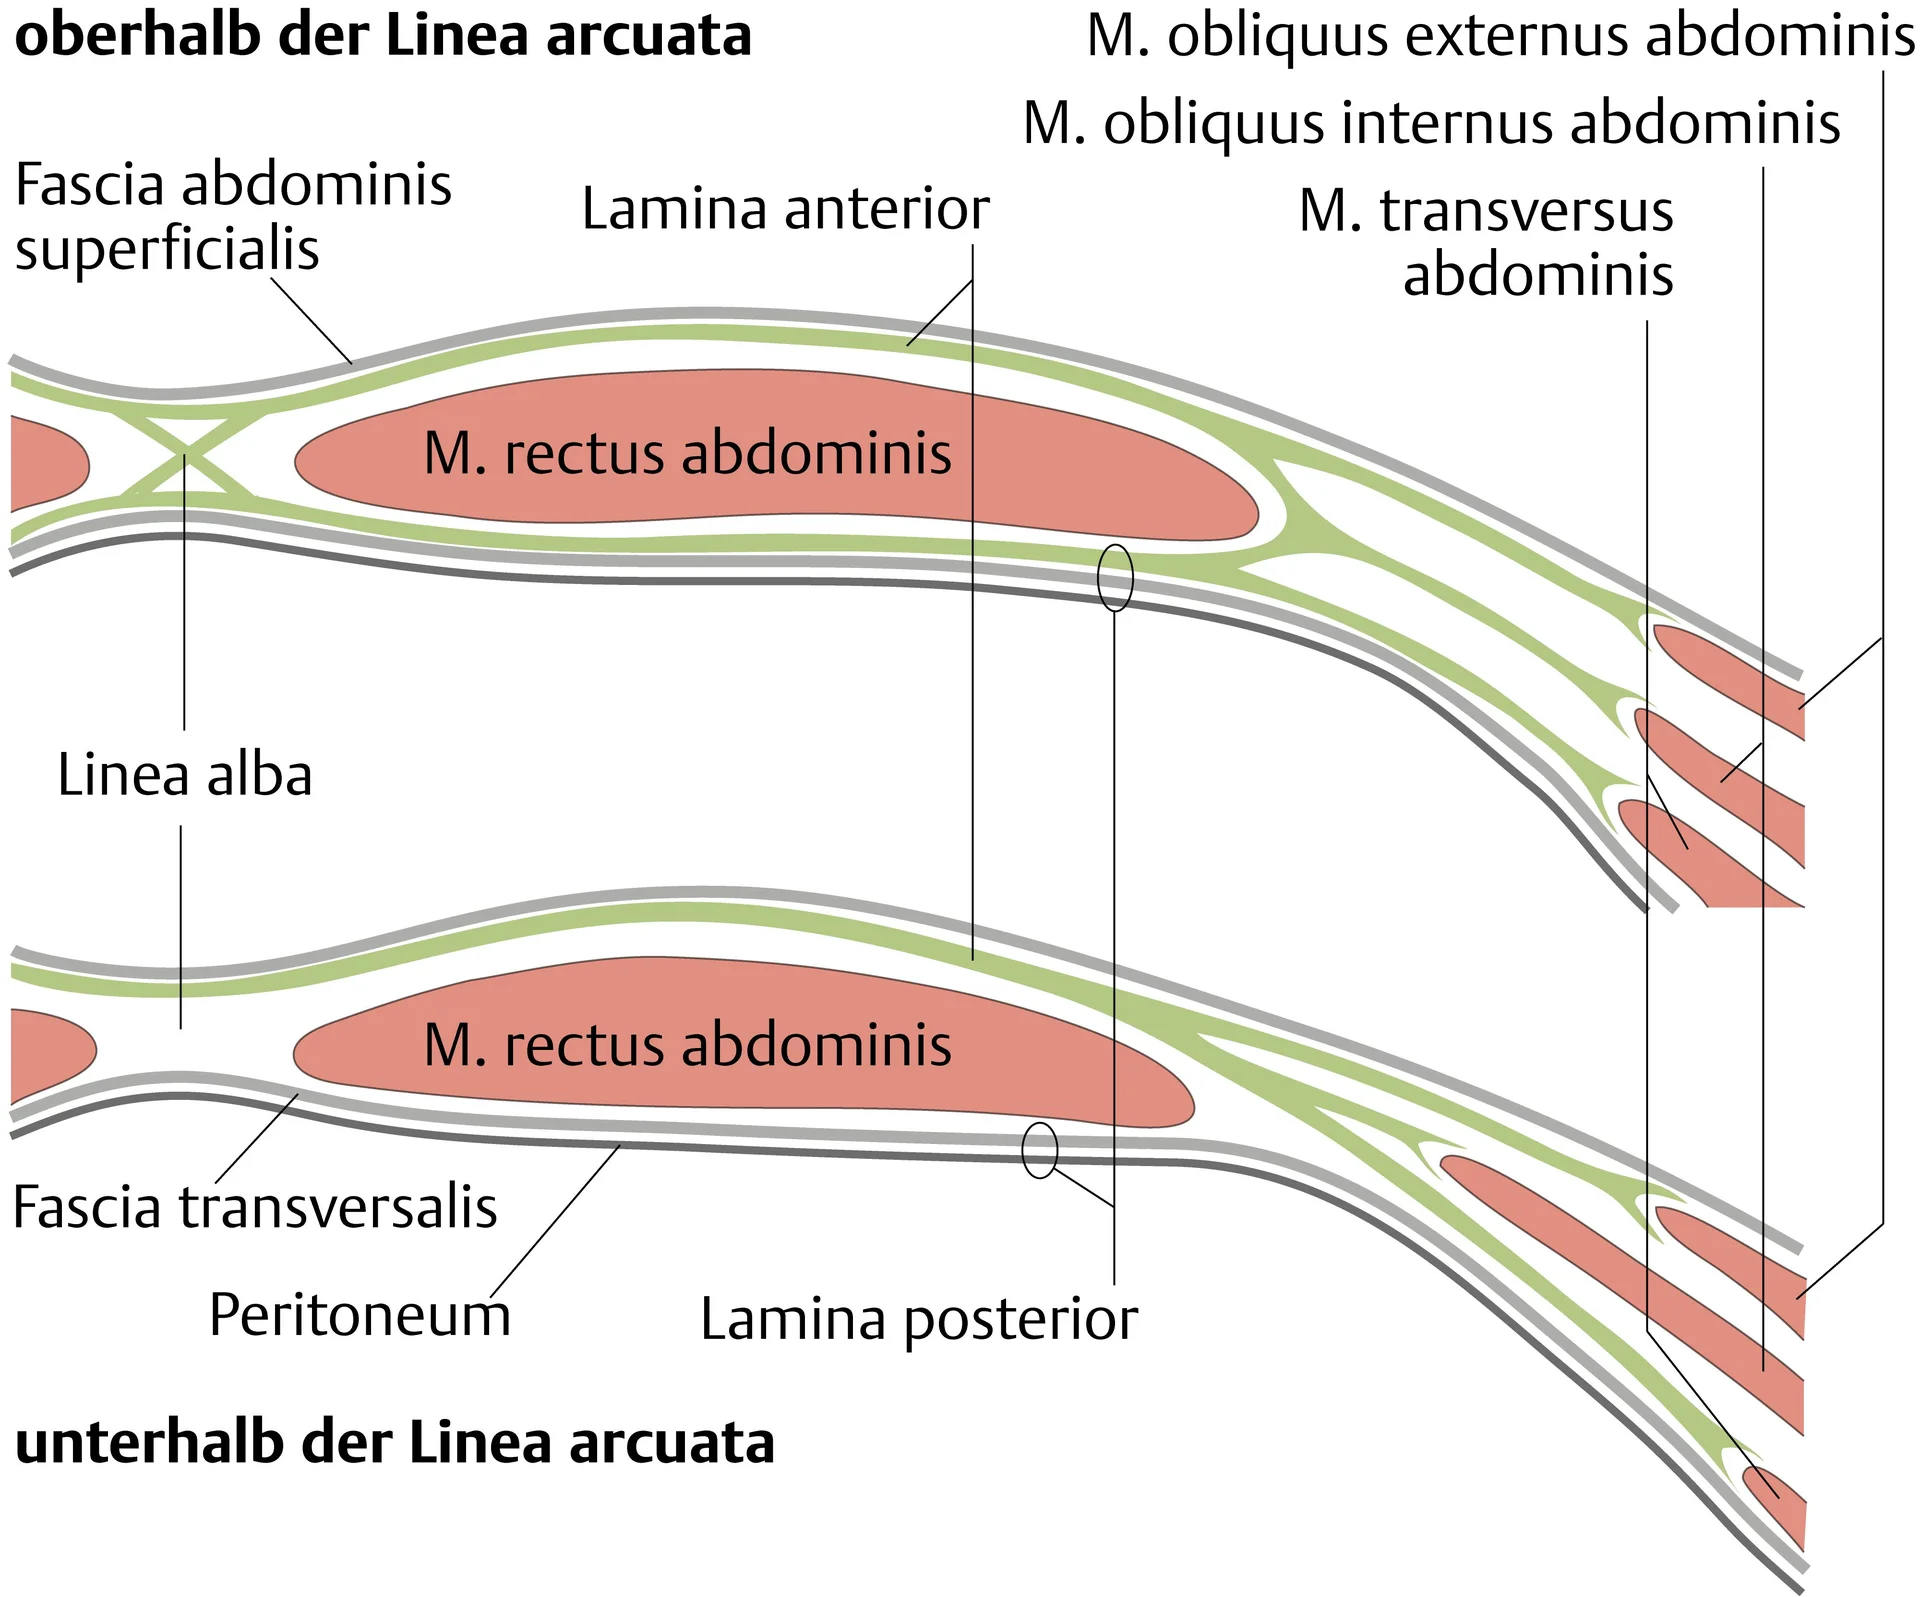 oberhalb der Linea arcuata
M. obliquus externus abdominis
M. obliquus internus abdominis
Fascia abdominis
superficialis
Lamina anterior
M. transversus
abdominis
M. rectus abdominis
Linea alba
M. rectus abdominis
Fascia transversalis
Peritoneum
Lamina posterior
unterhalb der Linea arcuata